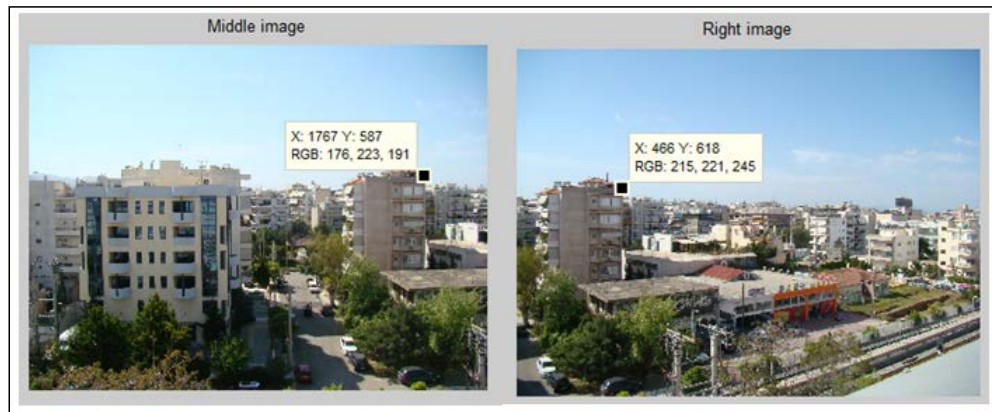 Middle image
Right image
X: 1767 Y: 587
RGB: 176, 223, 191
X: 466 Y: 618
RGB: 215, 221, 245